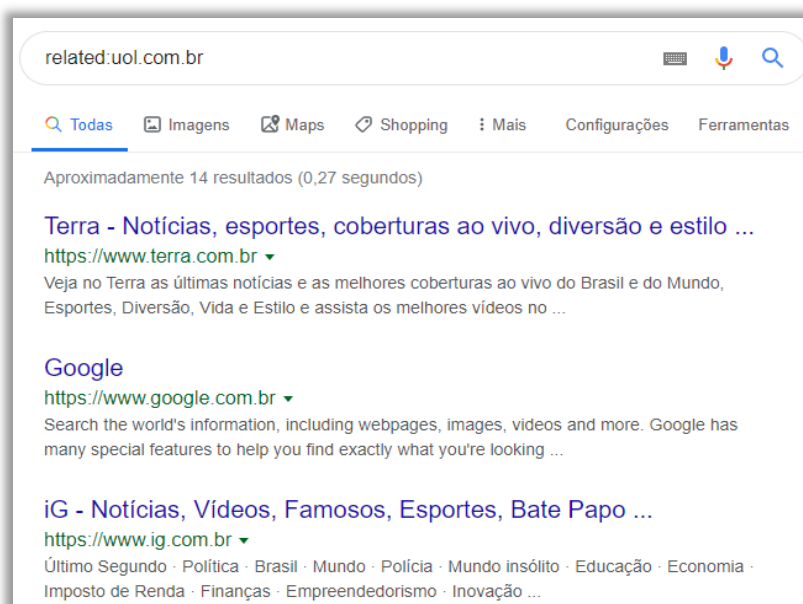 related:uol.com.br
Todas Imagens Maps Shopping Mais Configurações Ferramentas
Aproximadamente 14 resultados (0,27 segundos)
Terra - Notícias, esportes, coberturas ao vivo, diversão e estilo ...
https://www.terra.com.br
Veja no Terra as últimas notícias e as melhores coberturas ao vivo do Brasil e do Mundo,
Esportes, Diversão, Vida e Estilo e assista os melhores vídeos no ...
Google
https://www.google.com.br
Search the world's information, including webpages, images, videos and more. Google has
many special features to help you find exactly what you're looking ...
iG - Notícias, Vídeos, Famosos, Esportes, Bate Papo ...
https://www.ig.com.br
Último Segundo · Política · Brasil · Mundo · Polícia · Mundo insólito · Educação · Economia ·
Imposto de Renda · Finanças · Empreendedorismo · Inovação ...